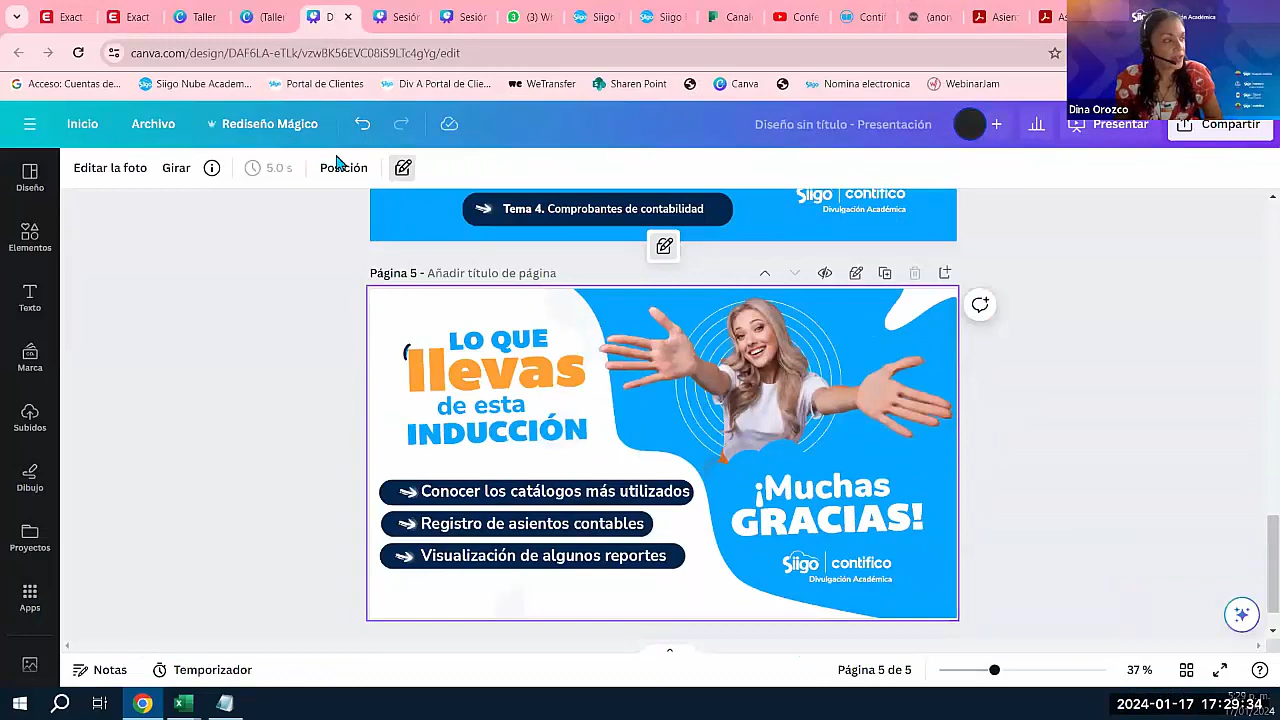 Exact
Exact
Taller
(Taller
D
Sesión
Sesi
(3) W
Siigo
Siigo
Canva
Confe
Conti
(anon
Asien
As
canva.com/design/DAF6LA-eTLk/vzwBK56EVC08iS9LTc4gYg/edit
Acceso: Cuentas de...
Siigo Nube Academ...
Portal de Clientes
Div A Portal de Clie...
WeTransfer
Sharen Point
Canva
Nomina electronica
Webinar
Dina Orozco
Inicio
Archivo
Rediseño Mágico
Diseño sin título - Presentación
Presentar
Compartir
Editar la foto
Girar
5.0 s
Posición
Diseño
Elementos
Texto
Marca
Subidos
Dibujo
Proyectos
Apps
Tema 4. Comprobantes de contabilidad
Siigo | contífico
Divulgación Académica
Página 5 - Añadir título de página
LO QUE
llevas
de esta
INDUCCIÓN
Conocer los catálogos más utilizados
Registro de asientos contables
Visualización de algunos reportes
¡Muchas
GRACIAS!
Siigo | contífico
Divulgación Académica
Notas
Temporizador
Página 5 de 5
37 %
2024-01-17 17:29:34